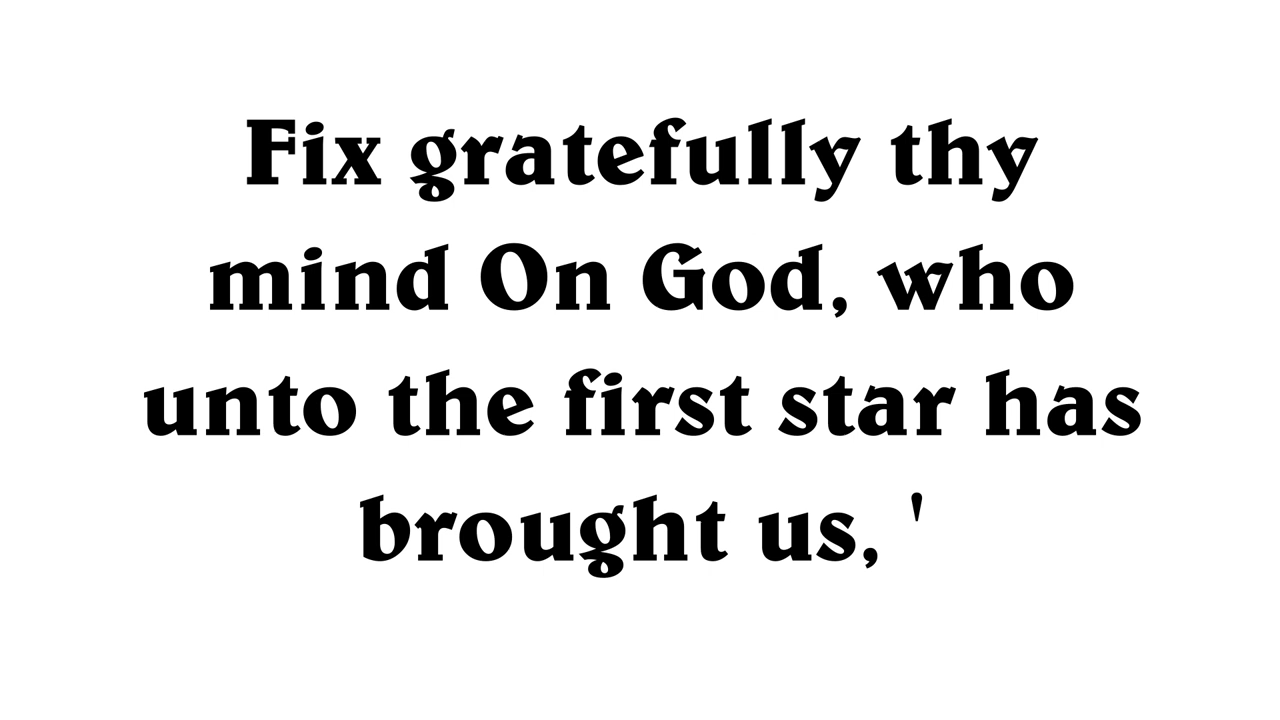 Fix gratefully thy
mind On God, who
unto the first star has
brought us, '